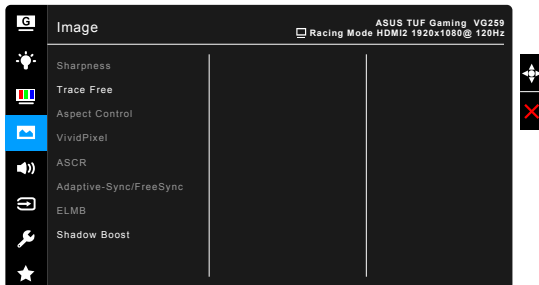 G
Image
ASUS TUF Gaming VG259
Racing Mode HDMI2 1920x1080@ 120Hz
Sharpness
Trace Free
Aspect Control
VividPixel
ASCR
Adaptive-Sync/FreeSync
ELMB
Shadow Boost